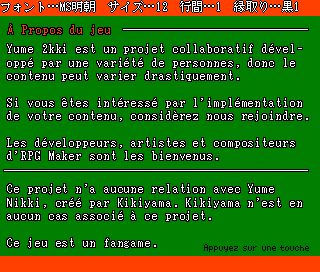 フォント…MS明朝　サイズ…12　行間…1　縁取り…黒1
À Propos du jeu
Yume 2kki est un projet collaboratif dével-
oppé par une variété de personnes, donc le
contenu peut varier drastiquement.
Si vous êtes intéressé par l'implémentation
de votre contenu, considèrez nous rejoindre.
Les développeurs, artistes et compositeurs
d'RPG Maker sont les bienvenus.
Ce projet n'a aucune relation avec Yume
Nikki, créé par Kikiyama. Kikiyama n'est en
aucun cas associé à ce projet.
Ce jeu est un fangame.
Appuyez sur une touche